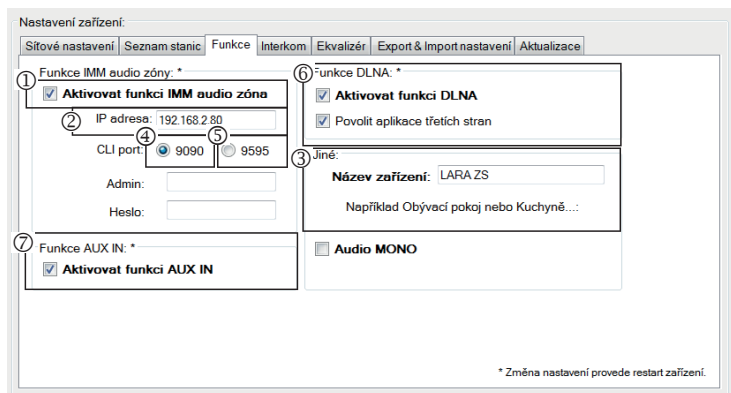 Nastavení zařízení:
Síťové nastavení Seznam stanic Funkce Interkom Ekvalizér Export & Import nastavení Aktualizace
Funkce IMM audio zóny: *
① Aktivovat funkci IMM audio zóna
② IP adresa: 192.168.2.80
CLI port: ④ 9090 ⑤ 9595
Admin:
Heslo:
⑦ Funkce AUX IN: *
Aktivovat funkci AUX IN
⑥ Funkce DLNA: *
Aktivovat funkci DLNA
Povolit aplikace třetích stran
③ Jiné:
Název zařízení: LARA ZS
Například Obývací pokoj nebo Kuchyně...:
Audio MONO
* Změna nastavení provede restart zařízení.